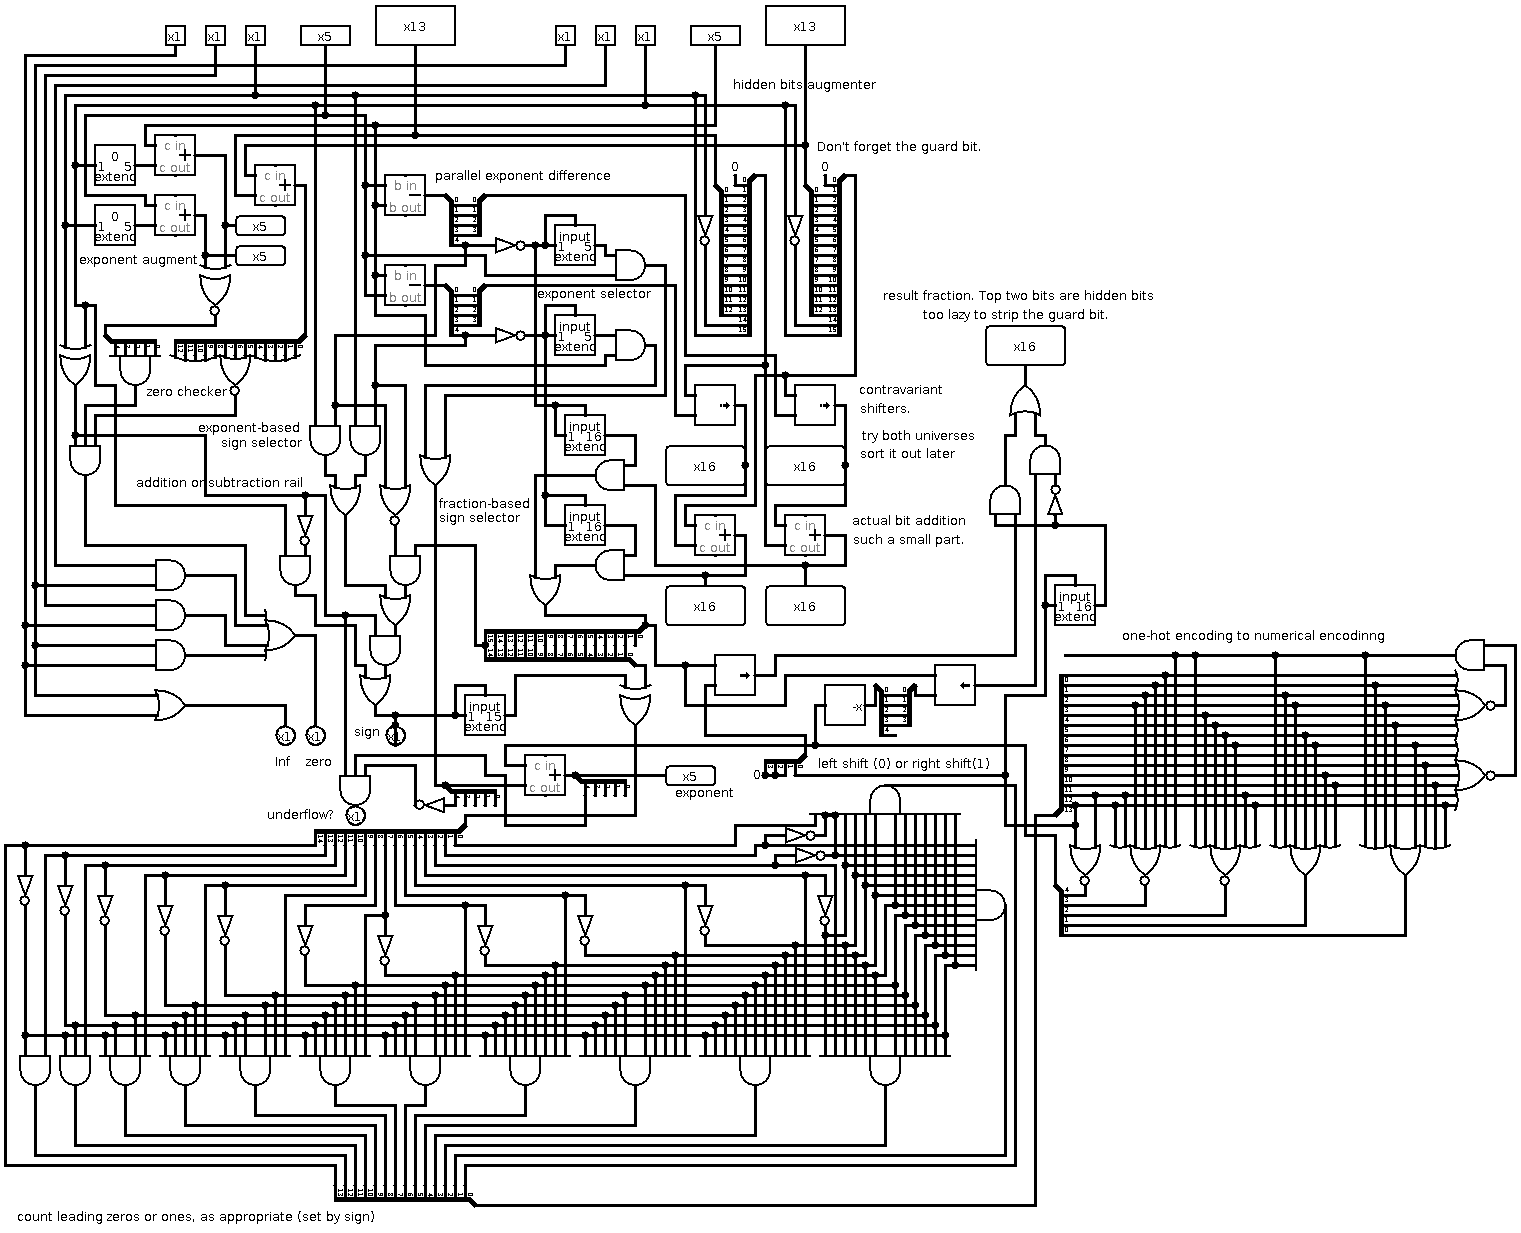 x1 x1 x1 x5 x13 x1 x1 x1 x5 x13
hidden bits augmenter
Don't forget the guard bit.
0 0
c in
c out
0
1 5
extend
c in
c out
parallel exponent difference
b in
b out
c in
c out
0
1 5
extend
x5
x5
exponent augment
input
1 5
extend
b in
b out
exponent selector
result fraction. Top two bits are hidden bits
too lazy to strip the guard bit.
x16
input
1 5
extend
zero checker
contravariant
shifters.
exponent-based
sign selector
input
1 16
extend
try both universes
sort it out later
x16 x16
addition or subtraction rail
fraction-based
sign selector
input
1 16
extend
c in
c out
c in
c out
actual bit addition
such a small part.
x16 x16
input
1 16
extend
one-hot encoding to numerical encodinng
input
1 15
extend
-x
x1 x1
sign x1
Inf zero
left shift (0) or right shift(1)
0
c in
c out
x5
exponent
underflow?
x1
count leading zeros or ones, as appropriate (set by sign)